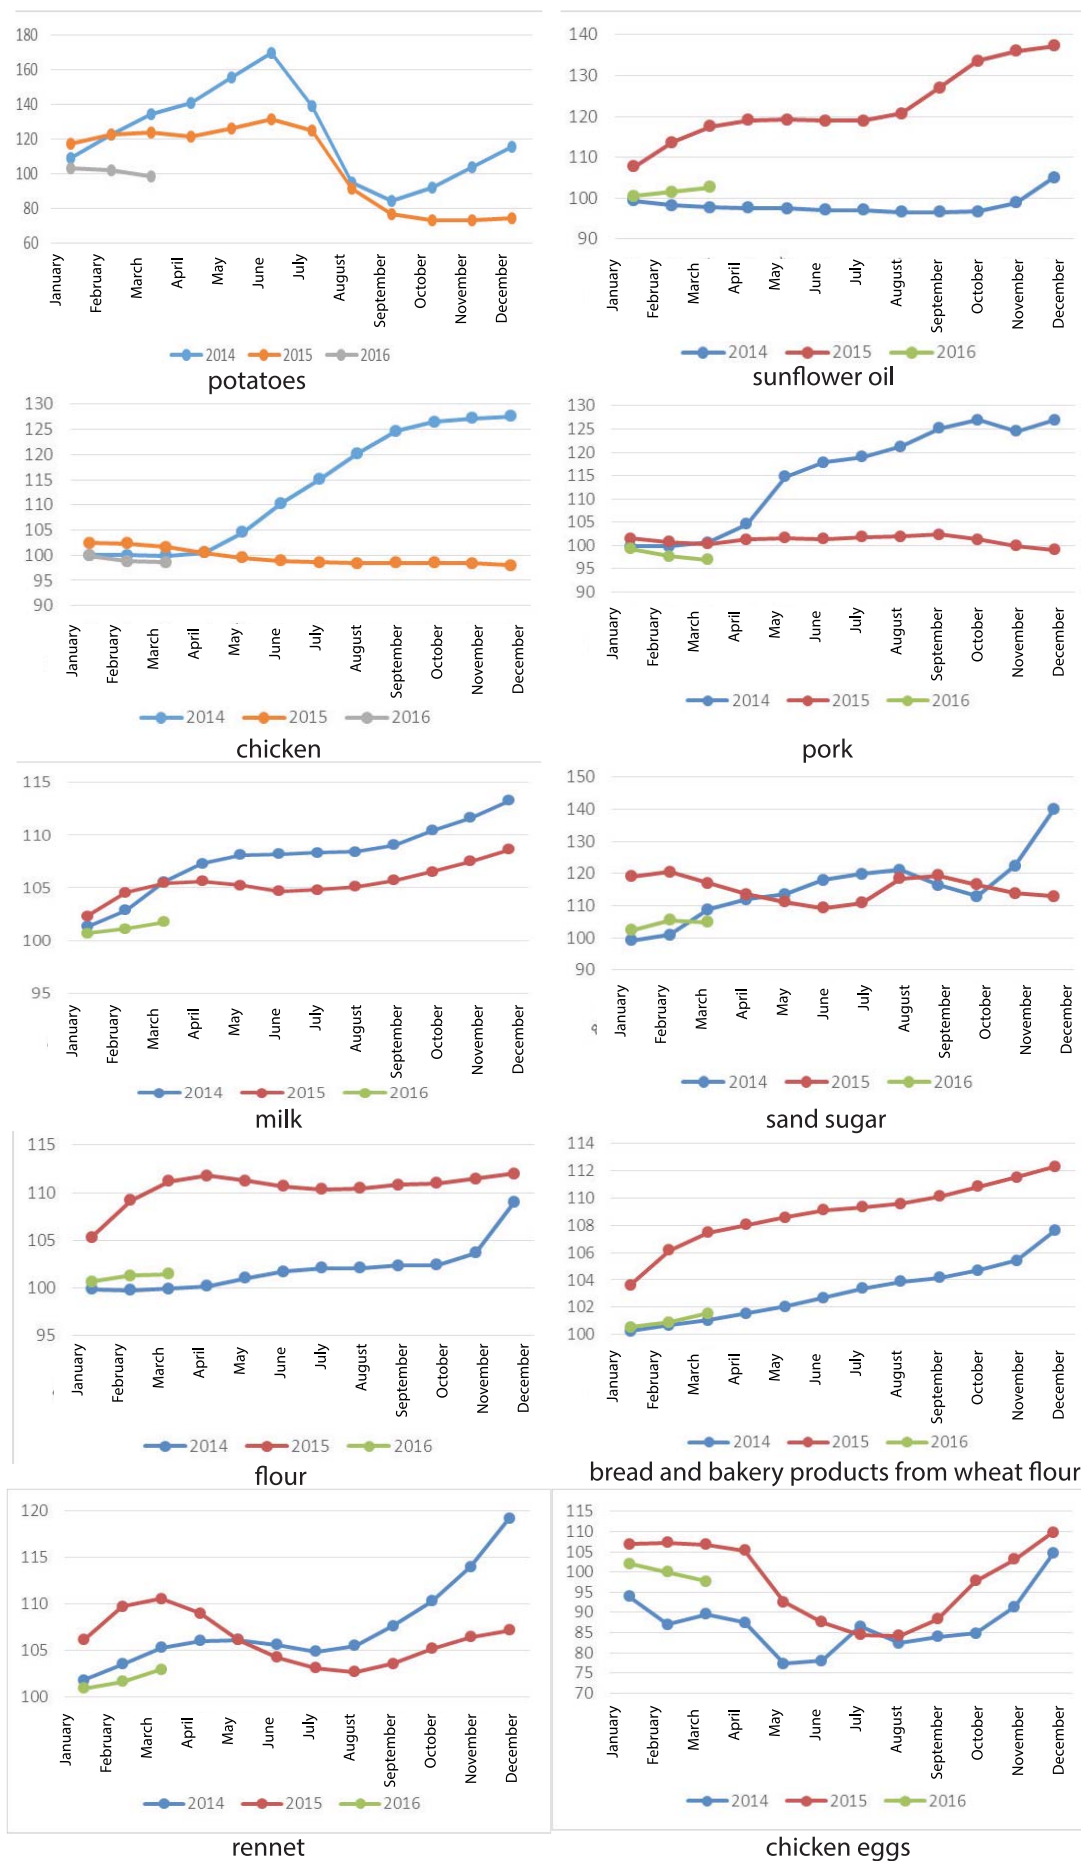 180
160
140
120
100
80
60
January
February
March
April
May
June
July
August
September
October
November
December
2014 2015 2016
potatoes
140
130
120
110
100
90
January
February
March
April
May
June
July
August
September
October
November
December
2014 2015 2016
sunflower oil
130
125
120
115
110
105
100
95
90
January
February
March
April
May
June
July
August
September
October
November
December
2014 2015 2016
chicken
130
125
120
115
110
105
100
95
90
January
February
March
April
May
June
July
August
September
October
November
December
2014 2015 2016
pork
115
110
105
100
95
January
February
March
April
May
June
July
August
September
October
November
December
2014 2015 2016
milk
150
140
130
120
110
100
90
January
February
March
April
May
June
July
August
September
October
November
December
2014 2015 2016
sand sugar
115
110
105
100
95
January
February
March
April
May
June
July
August
September
October
November
December
2014 2015 2016
flour
114
112
110
108
106
104
102
100
January
February
March
April
May
June
July
August
September
October
November
December
2014 2015 2016
bread and bakery products from wheat flour
120
115
110
105
100
January
February
March
April
May
June
July
August
September
October
November
December
2014 2015 2016
rennet
115
110
105
100
95
90
85
80
75
70
January
February
March
April
May
June
July
August
September
October
November
December
2014 2015 2016
chicken eggs